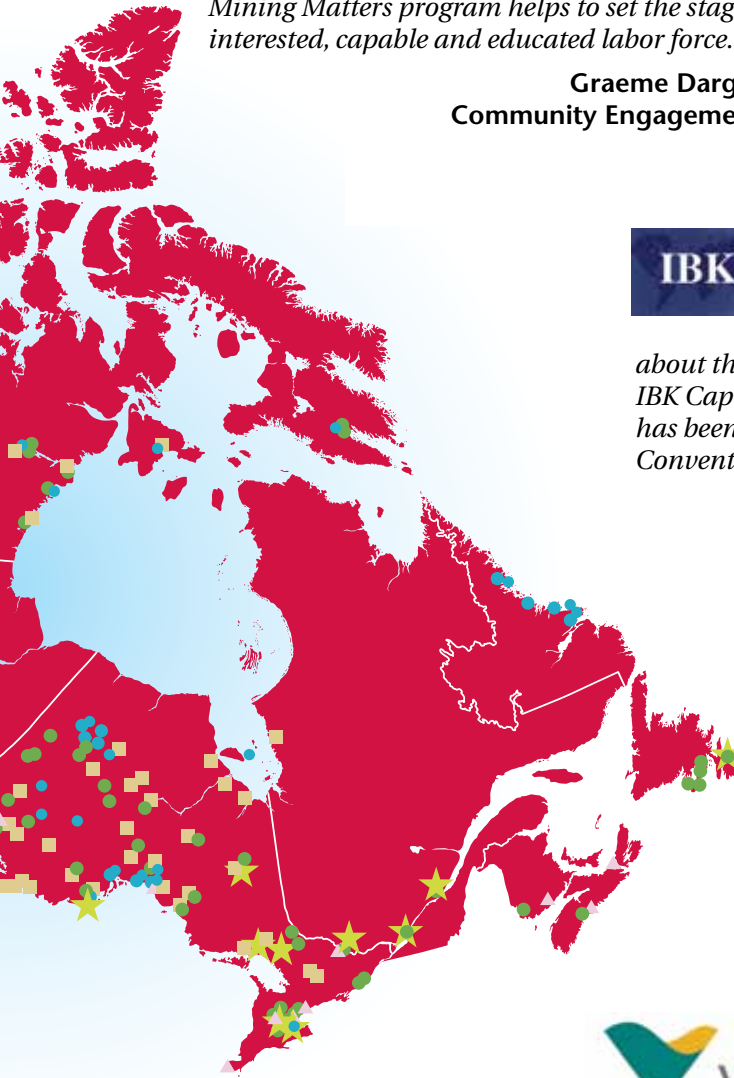 Mining Matters program helps to set the stag
interested, capable and educated labor force.
Graeme Darg
Community Engageme
IBK
about th
IBK Cap
has been
Convent